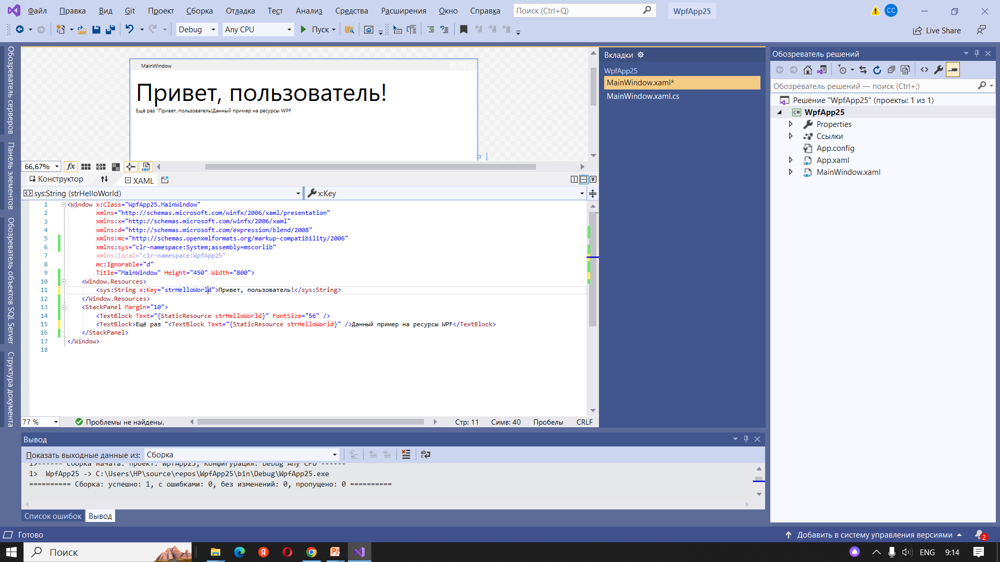 Файл Правка Вид Git Проект Сборка Отладка Тест Анализ Средства Расширения Окно Справка Поиск (Ctrl+Q) WpfApp25 CC
Debug Any CPU Пуск Live Share
Обозреватель серверов
Панель элементов
Обозреватель объектов SQL Server
Структура документа
MainWindow
Привет, пользователь!
Ещё раз "Привет, пользователь!Данный пример на ресурсы WPF
66,67%
Конструктор XAML
sys:String (strHelloWorld) x:Key
1 <Window x:Class="WpfApp25.MainWindow"
2 xmlns="http://schemas.microsoft.com/winfx/2006/xaml/presentation"
3 xmlns:x="http://schemas.microsoft.com/winfx/2006/xaml"
4 xmlns:d="http://schemas.microsoft.com/expression/blend/2008"
5 xmlns:mc="http://schemas.openxmlformats.org/markup-compatibility/2006"
6 xmlns:sys="clr-namespace:System;assembly=mscorlib"
7 xmlns:local="clr-namespace:WpfApp25"
8 mc:Ignorable="d"
9 Title="MainWindow" Height="450" Width="800">
10 <Window.Resources>
11 <sys:String x:Key="strHelloWorld">Привет, пользователь!</sys:String>
12 </Window.Resources>
13 <StackPanel Margin="10">
14 <TextBlock Text="{StaticResource strHelloWorld}" FontSize="56" />
15 <TextBlock>Ещё раз "<TextBlock Text="{StaticResource strHelloWorld}" />Данный пример на ресурсы WPF</TextBlock>
16 </StackPanel>
17 </Window>
18
77 % Проблемы не найдены. Стр: 11 Симв: 40 Пробелы CRLF
Вкладки
WpfApp25
MainWindow.xaml*
MainWindow.xaml.cs
Обозреватель решений
Обозреватель решений — поиск (Ctrl+;)
Решение "WpfApp25" (проекты: 1 из 1)
WpfApp25
Properties
Ссылки
App.config
App.xaml
MainWindow.xaml
Вывод
Показать выходные данные из: Сборка
1>------ Сборка начата: проект: WpfApp25, Конфигурация: Debug Any CPU ------
1> WpfApp25 -> C:\Users\HP\source\repos\WpfApp25\bin\Debug\WpfApp25.exe
========== Сборка: успешно: 1, с ошибками: 0, без изменений: 0, пропущено: 0 ==========
Список ошибок Вывод
Готово Добавить в систему управления версиями 2
Поиск ENG 9:14